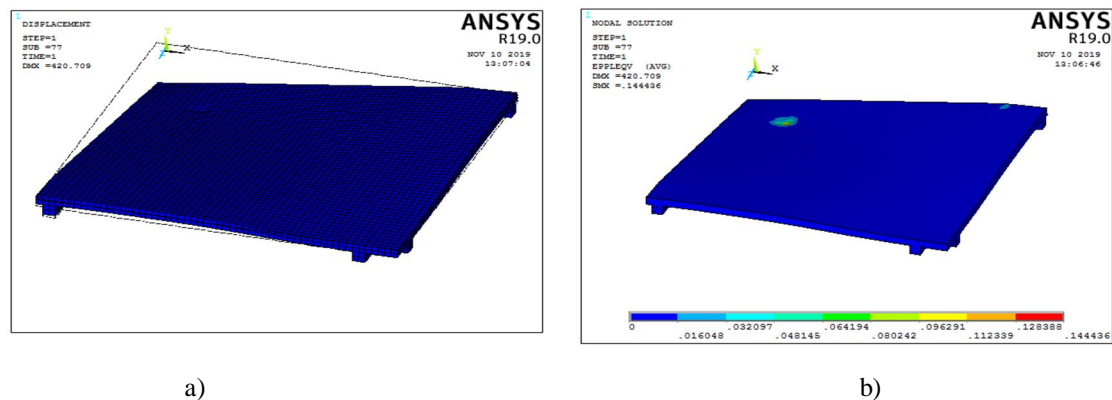 1
DISPLACEMENT
STEP=1
SUB =77
TIME=1
DMX =420.709
ANSYS
R19.0
NOV 10 2019
13:07:04
Y
X
Z
a)
1
NODAL SOLUTION
STEP=1
SUB =77
TIME=1
EPPLEQV (AVG)
DMX =420.709
SMX =.144436
ANSYS
R19.0
NOV 10 2019
13:06:46
Y
X
Z
0 .032097 .064194 .096291 .128388
.016048 .048145 .080242 .112339 .144436
b)